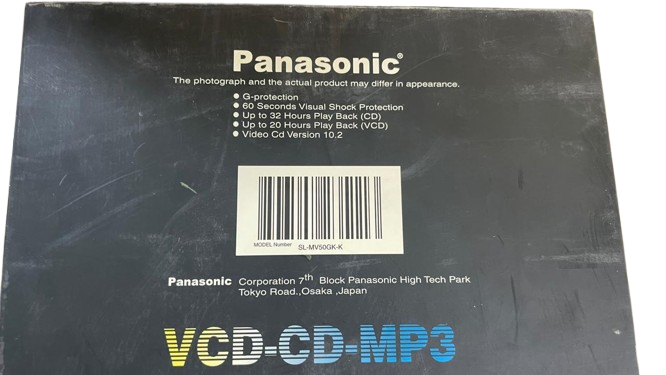 Panasonic®
The photograph and the actual product may differ in appearance.
● G-protection
● 60 Seconds Visual Shock Protection
● Up to 32 Hours Play Back (CD)
● Up to 20 Hours Play Back (VCD)
● Video Cd Version 10.2
MODEL Number SL-MV50GK-K
Panasonic Corporation 7th Block Panasonic High Tech Park
Tokyo Road.,Osaka ,Japan
VCD-CD-MP3